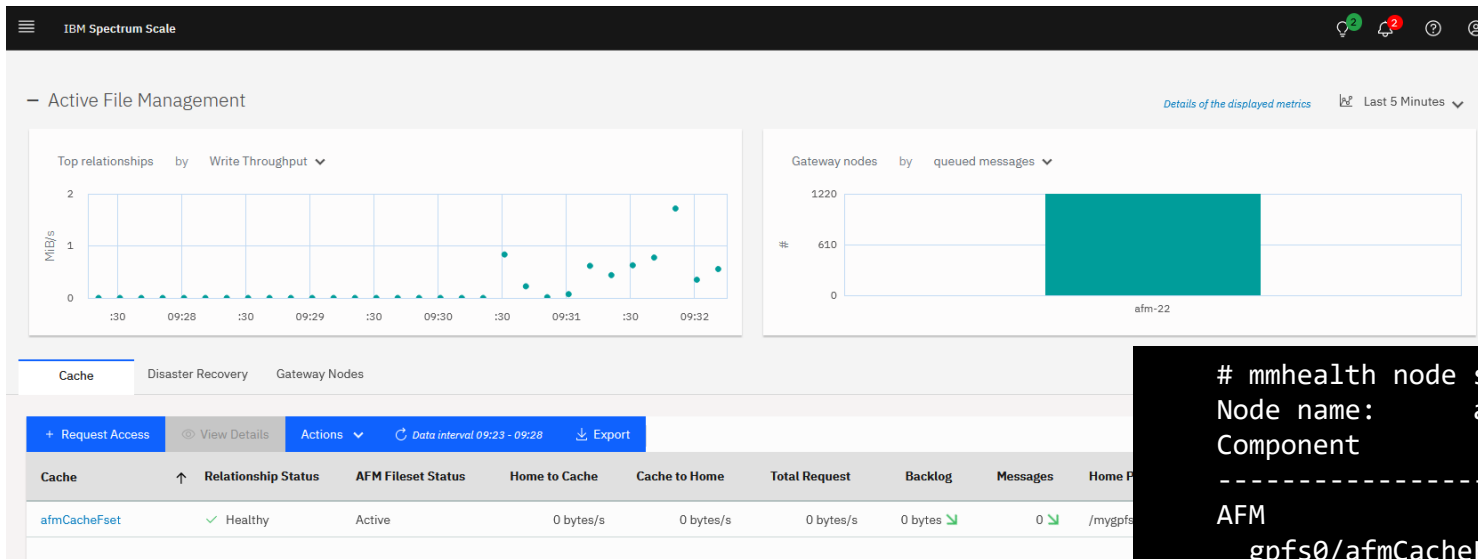 IBM Spectrum Scale
2 2
Active File Management
Details of the displayed metrics Last 5 Minutes
Top relationships by Write Throughput
2
1
0
MiB/s
:30 09:28 :30 09:29 :30 09:30 :30 09:31 :30 09:32
Gateway nodes by queued messages
1220
610
0
#
afm-22
Cache Disaster Recovery Gateway Nodes
+ Request Access View Details Actions Data interval 09:23 - 09:28 Export
Cache Relationship Status AFM Fileset Status Home to Cache Cache to Home Total Request Backlog Messages Home P
afmCacheFset Healthy Active 0 bytes/s 0 bytes/s 0 bytes/s 0 bytes 0 /mygpfs
# mmhealth node s
Node name: a
Component
-----------------
AFM
gpfs0/afmCache